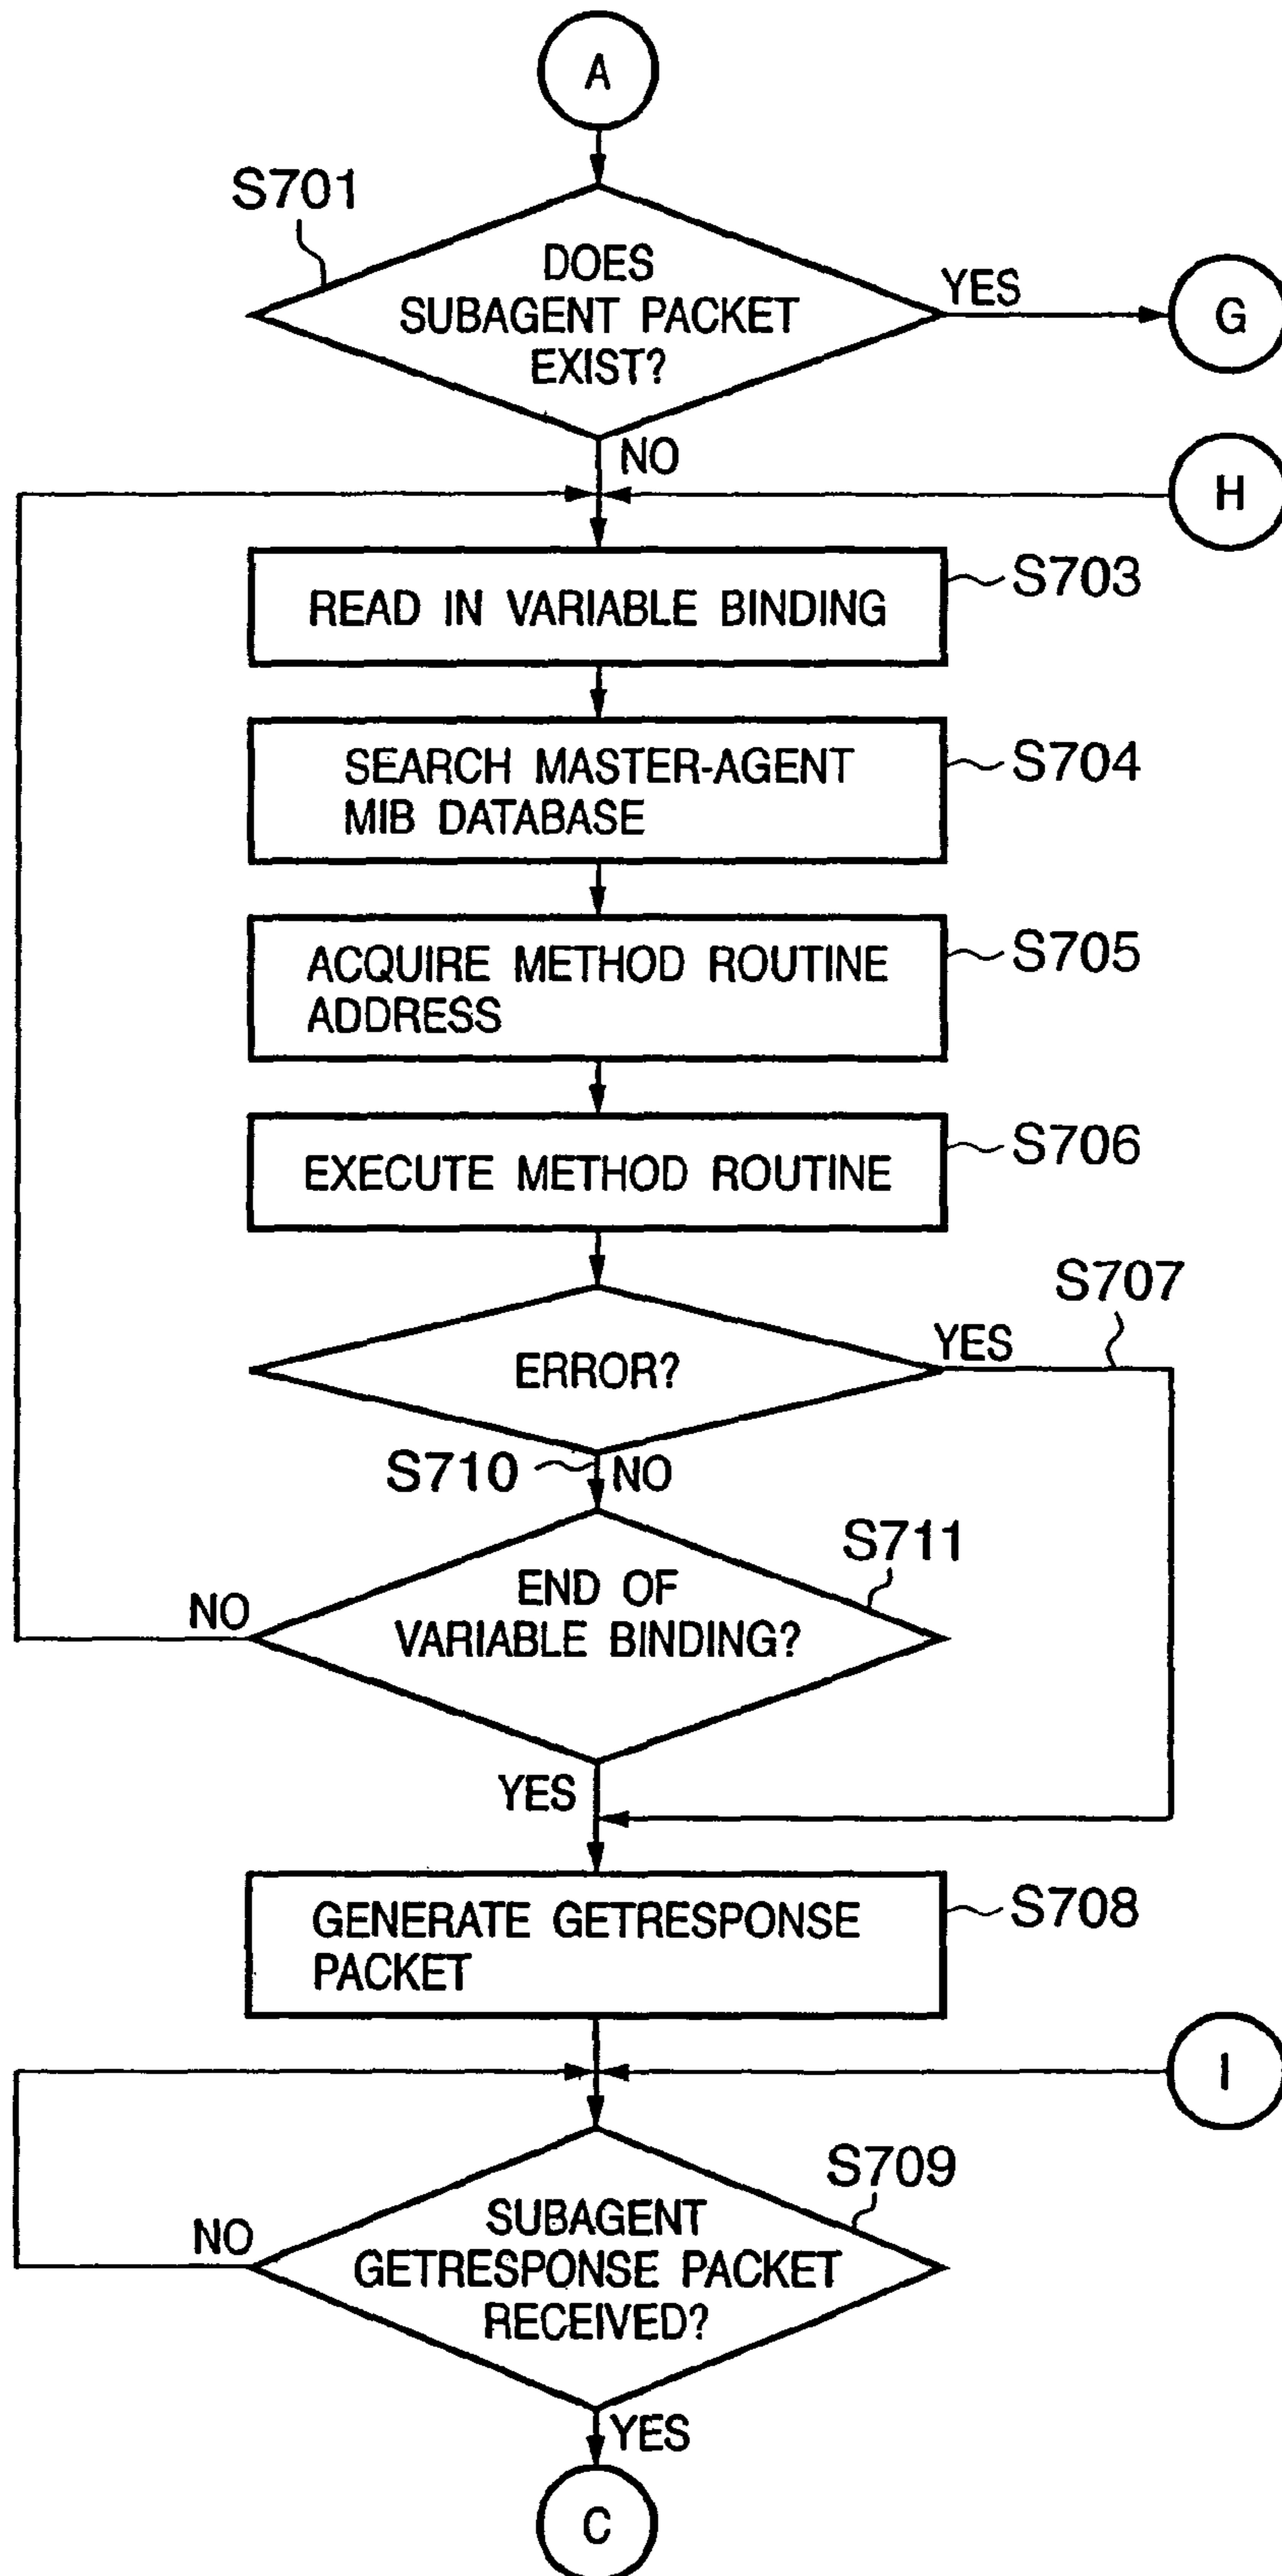 A
S701
DOES
SUBAGENT PACKET
EXIST?
YES
G
NO
H
READ IN VARIABLE BINDING
S703
SEARCH MASTER-AGENT
MIB DATABASE
S704
ACQUIRE METHOD ROUTINE
ADDRESS
S705
EXECUTE METHOD ROUTINE
S706
S707
ERROR?
YES
S710
NO
S711
END OF
VARIABLE BINDING?
NO
YES
GENERATE GETRESPONSE
PACKET
S708
I
S709
SUBAGENT
GETRESPONSE PACKET
RECEIVED?
NO
YES
C